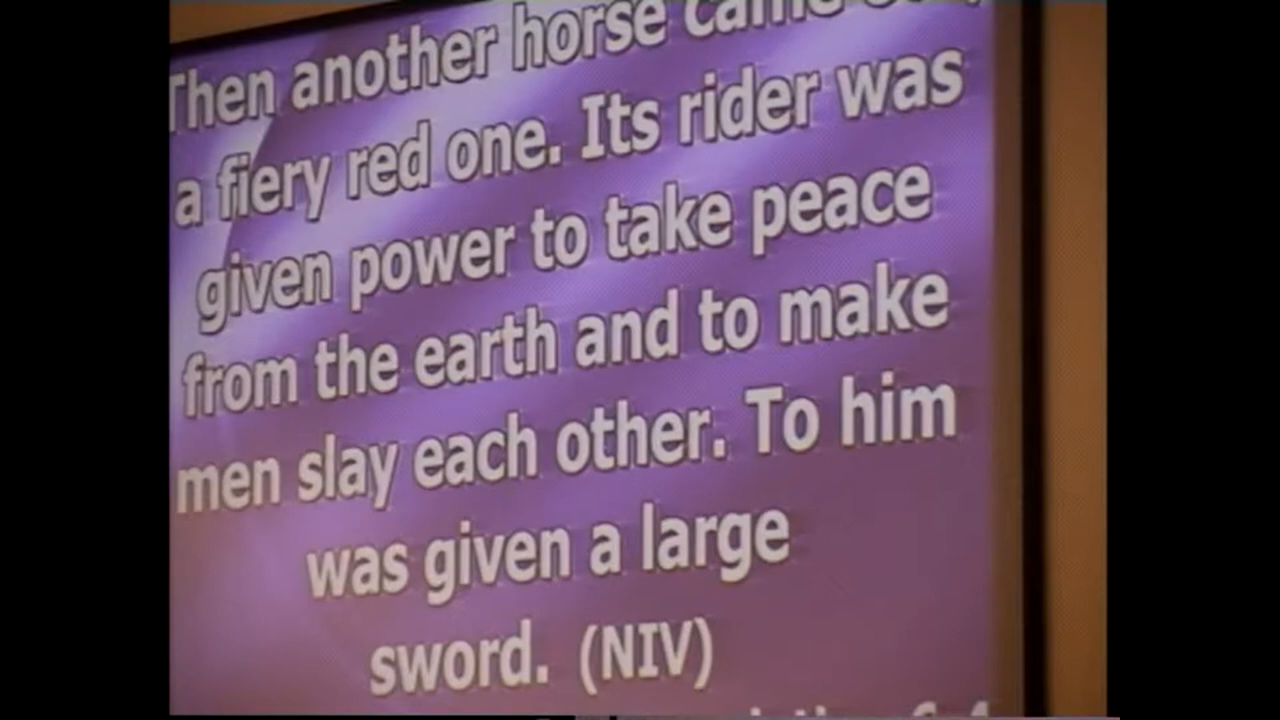 Then another horse came
a fiery red one. Its rider was
given power to take peace
from the earth and to make
men slay each other. To him
was given a large
sword. (NIV)